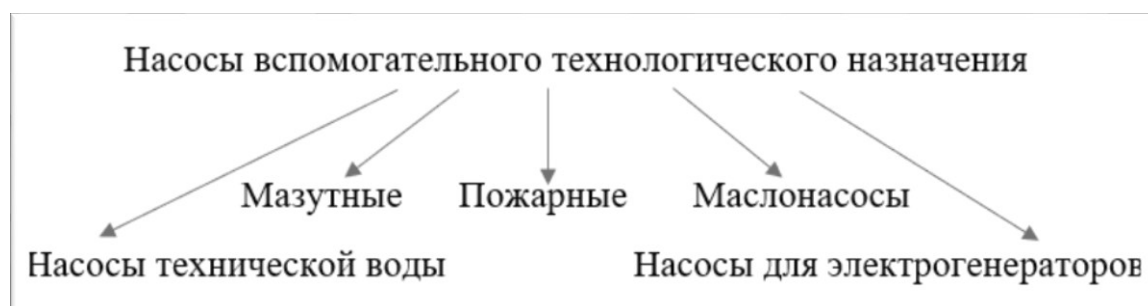 Насосы вспомогательного технологического назначения
Мазутные Пожарные Маслонасосы
Насосы технической воды Насосы для электрогенераторов